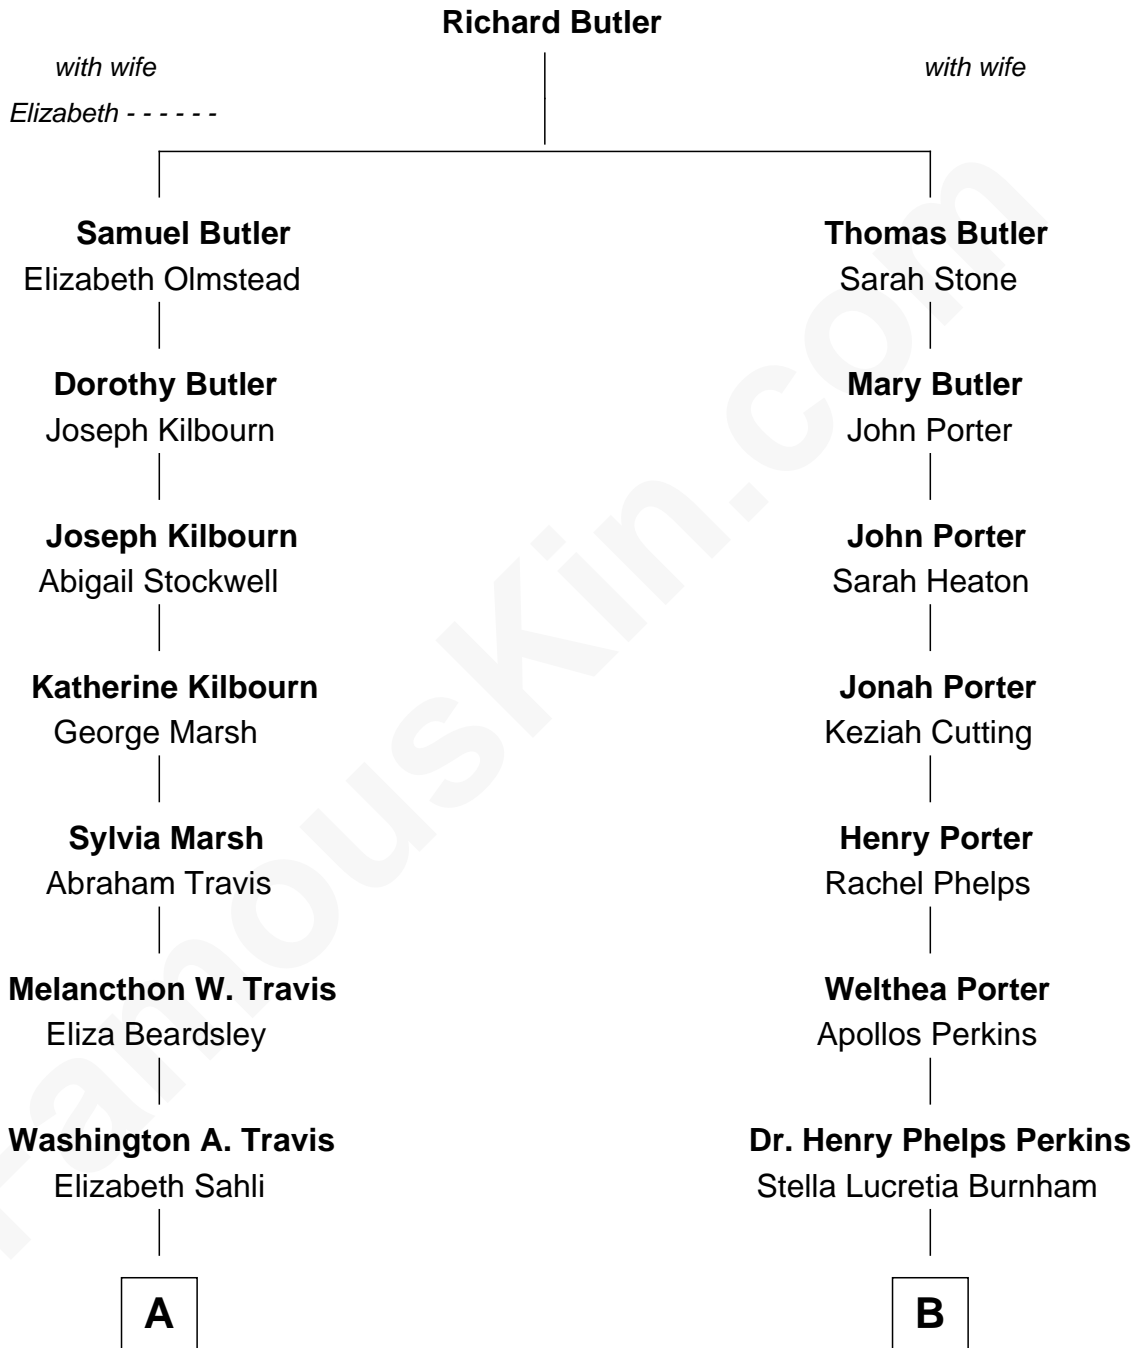 Richard Butler
with wife
with wife
Elizabeth - - - - - -
Samuel Butler
Thomas Butler
Elizabeth Olmstead
Sarah Stone
Dorothy Butler
Mary Butler
Joseph Kilbourn
John Porter
Joseph Kilbourn
John Porter
Abigail Stockwell
Sarah Heaton
Katherine Kilbourn
Jonah Porter
George Marsh
Keziah Cutting
Sylvia Marsh
Henry Porter
Abraham Travis
Rachel Phelps
Melancthon W. Travis
Welthea Porter
Eliza Beardsley
Apollos Perkins
Washington A. Travis
Dr. Henry Phelps Perkins
Elizabeth Sahli
Stella Lucretia Burnham
A
B
FamousKin.com